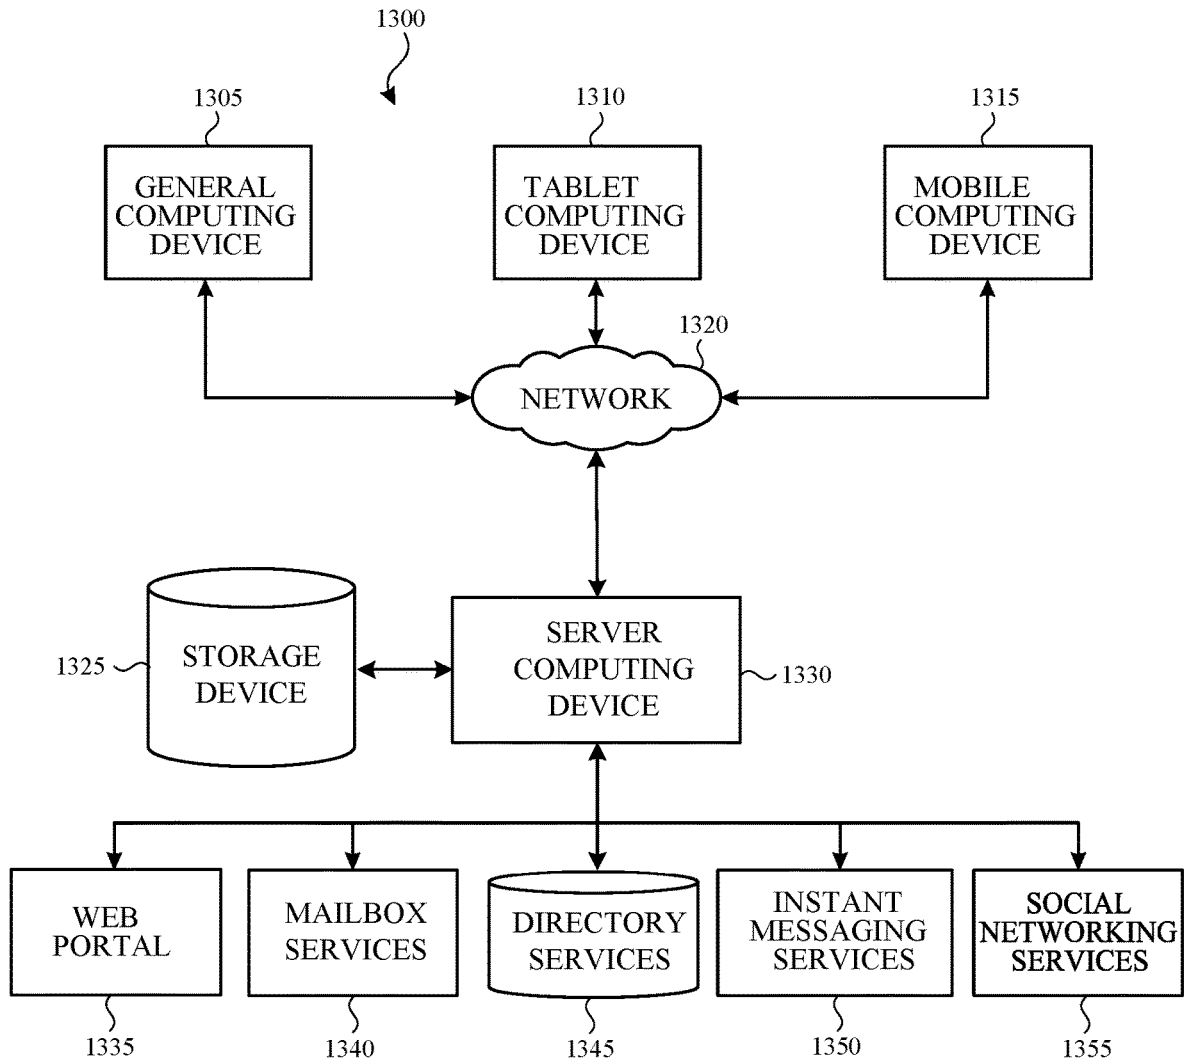 1300
1305
1310
1315
GENERAL
COMPUTING
DEVICE
TABLET
COMPUTING
DEVICE
MOBILE
COMPUTING
DEVICE
1320
NETWORK
1325
STORAGE
DEVICE
SERVER
COMPUTING
DEVICE
1330
WEB
PORTAL
MAILBOX
SERVICES
DIRECTORY
SERVICES
INSTANT
MESSAGING
SERVICES
SOCIAL
NETWORKING
SERVICES
1335
1340
1345
1350
1355